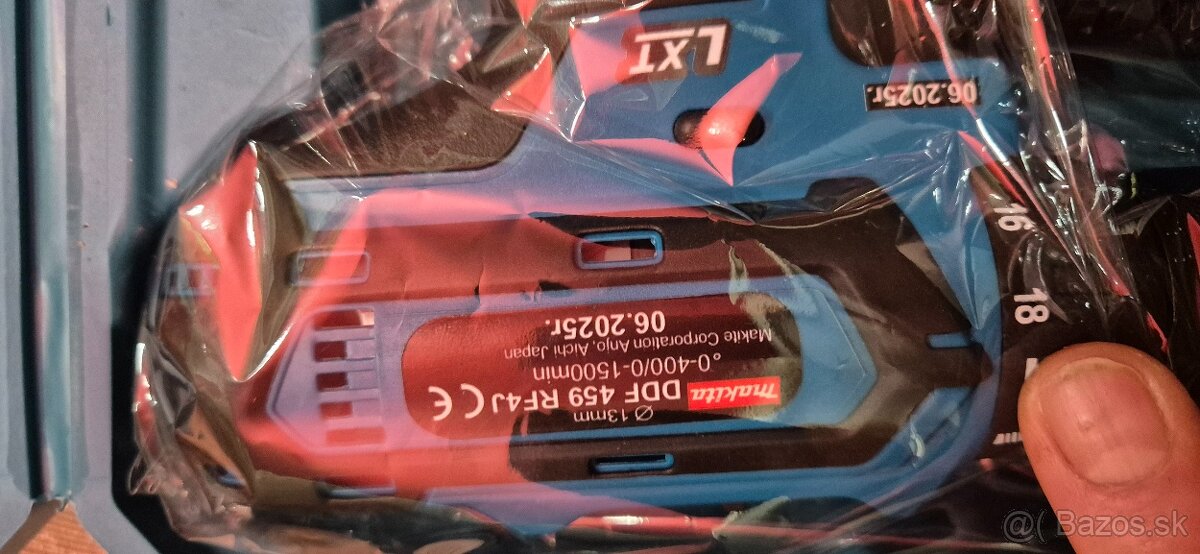 Ø 13mm
makita DDF 459 RF4J CE
°0-400/0-1500min
Makite Corporation Anjo, Aichi Japan
06.2025r.
06.2025r.
LXT
16
18
@( Bazos.sk